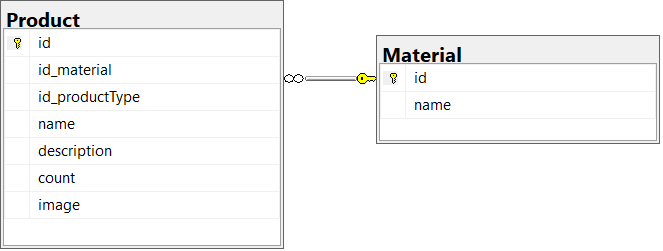 Product
id
id_material
id_productType
name
description
count
image
Material
id
name